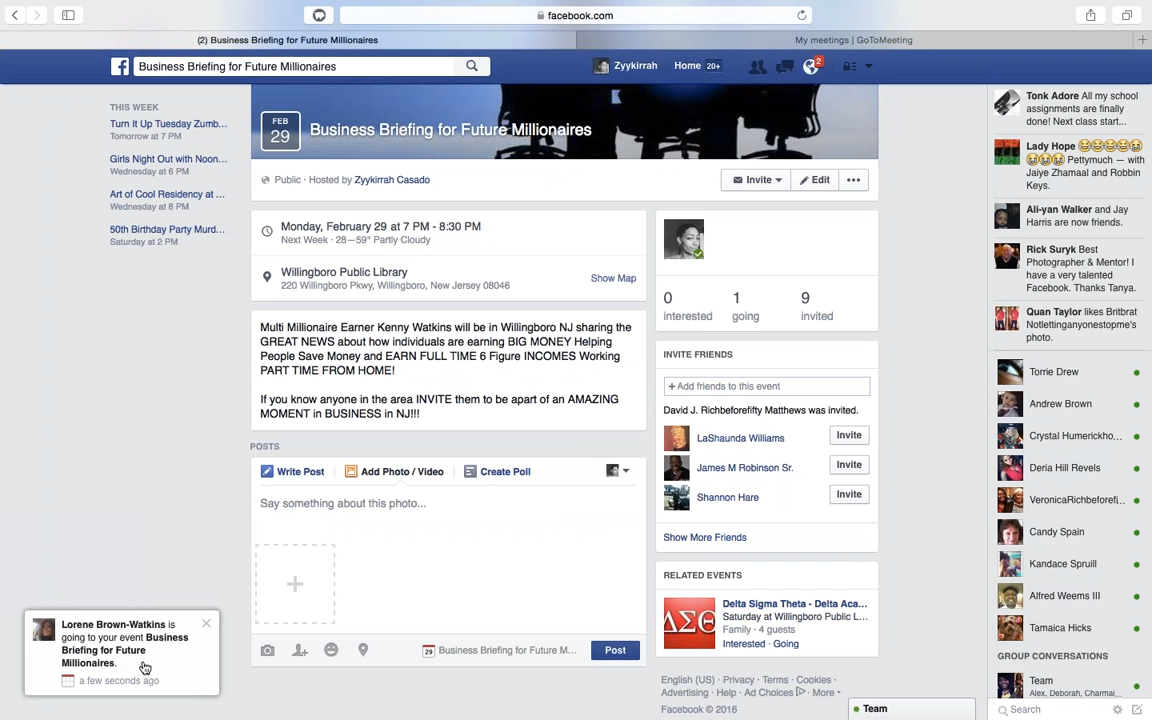 facebook.com
(2) Business Briefing for Future Millionaires
My meetings | GoToMeeting
Business Briefing for Future Millionaires
Zyykirrah
Home 20+
2
THIS WEEK
Turn It Up Tuesday Zumb...
Tomorrow at 7 PM
Girls Night Out with Noon...
Wednesday at 6 PM
Art of Cool Residency at ...
Wednesday at 8 PM
50th Birthday Party Murd...
Saturday at 2 PM
FEB
29
Business Briefing for Future Millionaires
Public · Hosted by Zyykirrah Casado
Invite
Edit
Monday, February 29 at 7 PM - 8:30 PM
Next Week · 28—59° Partly Cloudy
Willingboro Public Library
220 Willingboro Pkwy, Willingboro, New Jersey 08046
Show Map
Multi Millionaire Earner Kenny Watkins will be in Willingboro NJ sharing the
GREAT NEWS about how individuals are earning BIG MONEY Helping
People Save Money and EARN FULL TIME 6 Figure INCOMES Working
PART TIME FROM HOME!
If you know anyone in the area INVITE them to be apart of an AMAZING
MOMENT in BUSINESS in NJ!!!
POSTS
Write Post
Add Photo / Video
Create Poll
Say something about this photo...
29 Business Briefing for Future M...
Post
0
interested
1
going
9
invited
INVITE FRIENDS
+Add friends to this event
David J. Richbeforefifty Matthews was invited.
LaShaunda Williams
Invite
James M Robinson Sr.
Invite
Shannon Hare
Invite
Show More Friends
RELATED EVENTS
ΔΣΘ
Delta Sigma Theta - Delta Aca...
Saturday at Willingboro Public L...
Family · 4 guests
Interested · Going
English (US) · Privacy · Terms · Cookies ·
Advertising · Help · Ad Choices · More
Facebook © 2016
Lorene Brown-Watkins is
going to your event Business
Briefing for Future
Millionaires.
a few seconds ago
Tonk Adore All my school
assignments are finally
done! Next class start...
Lady Hope 😂😂😂😂😂
😂😂😂 Pettymuch — with
Jaiye Zhamaal and Robbin
Keys.
Ali-yan Walker and Jay
Harris are now friends.
Rick Suryk Best
Photographer & Mentor! I
have a very talented
Facebook. Thanks Tanya.
Quan Taylor likes Britbrat
Notlettinganyonestopme's
photo.
Torrie Drew
Andrew Brown
Crystal Humerickho...
Deria Hill Revels
VeronicaRichbeforefi...
Candy Spain
Kandace Spruill
Alfred Weems III
Tamaica Hicks
GROUP CONVERSATIONS
Team
Alex, Deborah, Charmai...
Team
Search